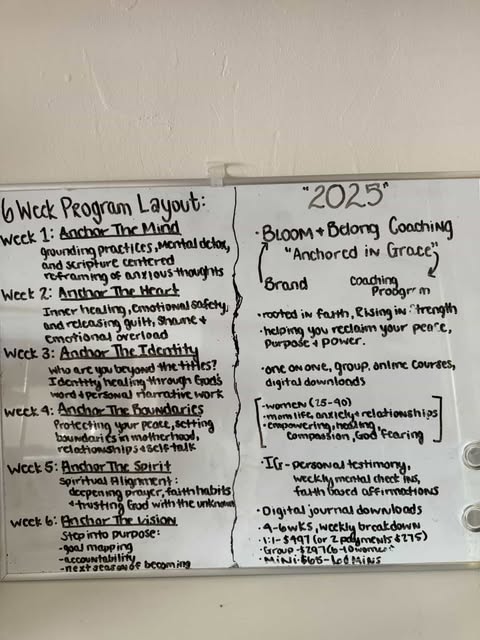 6 Week Program Layout:
Week 1: Anchor The Mind
grounding practices, Mental detox,
and scripture centered
reframing of anxious thoughts
Week 2: Anchor The Heart
Inner healing, Emotional safety,
and releasing guilt, Shame +
emotional overload
Week 3: Anchor The Identity
who are you beyond the titles?
Identity healing through God's
word + personal narrative work
Week 4: Anchor The Boundaries
Protecting your peace, setting
boundaries in motherhood,
relationships + self talk
Week 5: Anchor The Spirit
Spiritual Alignment:
deepening prayer, faith habits
+ trusting God with the unknown
Week 6: Anchor The Vision
Step into purpose:
-goal mapping
-accountability
-next season of becoming
"2025"
· Bloom + Belong Coaching
"Anchored in Grace"
Brand
coaching
Program
· rooted in faith, Rising in Strength
· helping you reclaim your peace,
Purpose + power.
· one on one, group, online courses,
digital downloads
- women (25-40)
- mom life, anxiety + relationships
- empowering, healing,
compassion, God fearing
· IG - personal testimony,
weekly mental check ins,
faith based affirmations
· Digital journal downloads
· 4-6wks, weekly breakdown
· 1:1 - $497 (or 2 payments $275)
Group - $297 (6-10 women)
· Mini: $65 - 60 Mins